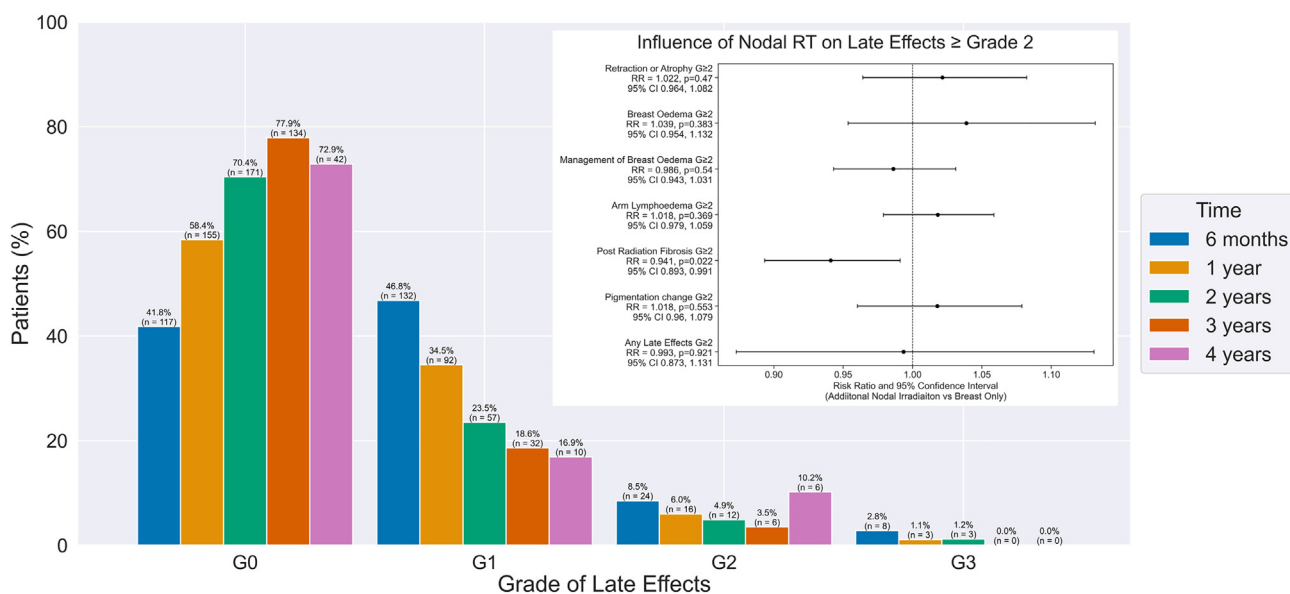 100
80
60
40
20
0
Patients (%)
41.8%
(n = 117)
58.4%
(n = 155)
70.4%
(n = 171)
77.9%
(n = 134)
72.9%
(n = 42)
46.8%
(n = 132)
34.5%
(n = 92)
23.5%
(n = 57)
18.6%
(n = 32)
16.9%
(n = 10)
8.5%
(n = 24)
6.0%
(n = 16)
4.9%
(n = 12)
3.5%
(n = 6)
10.2%
(n = 6)
2.8%
(n = 8)
1.1%
(n = 3)
1.2%
(n = 3)
0.0%
(n = 0)
0.0%
(n = 0)
G0
G1
G2
G3
Grade of Late Effects
Influence of Nodal RT on Late Effects ≥ Grade 2
Retraction or Atrophy G≥2
RR = 1.022, p=0.47
95% CI 0.964, 1.082
Breast Oedema G≥2
RR = 1.039, p=0.383
95% CI 0.954, 1.132
Management of Breast Oedema G≥2
RR = 0.986, p=0.54
95% CI 0.943, 1.031
Arm Lymphoedema G≥2
RR = 1.018, p=0.369
95% CI 0.979, 1.059
Post Radiation Fibrosis G≥2
RR = 0.941, p=0.022
95% CI 0.893, 0.991
Pigmentation change G≥2
RR = 1.018, p=0.553
95% CI 0.96, 1.079
Any Late Effects G≥2
RR = 0.993, p=0.921
95% CI 0.873, 1.131
0.90
0.95
1.00
1.05
1.10
Risk Ratio and 95% Confidence Interval
(Addiitonal Nodal Irradiaiton vs Breast Only)
Time
6 months
1 year
2 years
3 years
4 years